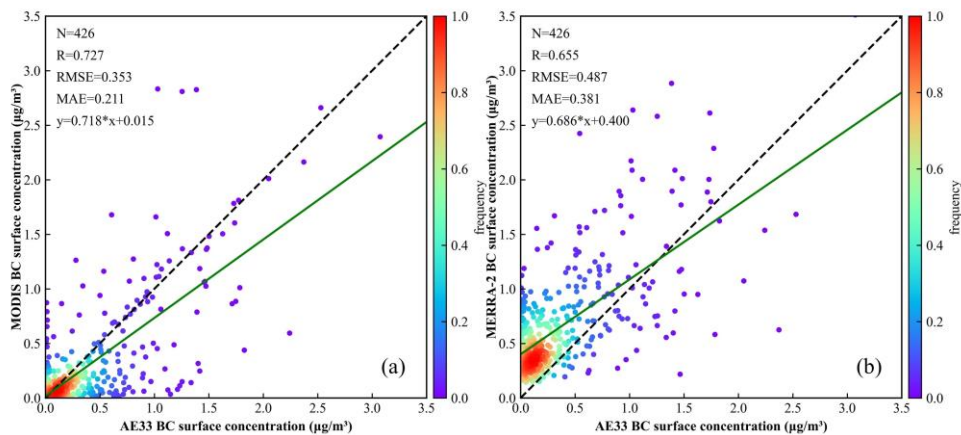 N=426
R=0.727
RMSE=0.353
MAE=0.211
y=0.718*x+0.015
MODIS BC surface concentration (µg/m³)
3.5
3.0
2.5
2.0
1.5
1.0
0.5
0.0
0.0 0.5 1.0 1.5 2.0 2.5 3.0 3.5
AE33 BC surface concentration (µg/m³)
(a)
1.0
0.8
0.6
0.4
0.2
0.0
frequency
N=426
R=0.655
RMSE=0.487
MAE=0.381
y=0.686*x+0.400
MERRA-2 BC surface concentration (µg/m³)
3.5
3.0
2.5
2.0
1.5
1.0
0.5
0.0
0.0 0.5 1.0 1.5 2.0 2.5 3.0 3.5
AE33 BC surface concentration (µg/m³)
(b)
1.0
0.8
0.6
0.4
0.2
0.0
frequency